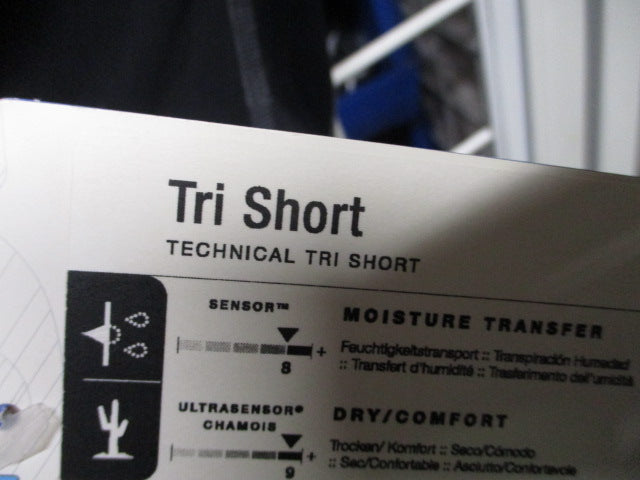 Tri Short
TECHNICAL TRI SHORT
SENSOR™
8
+
MOISTURE TRANSFER
Feuchtigkeitstransport :: Transpiración Humedad
:: Transfert d'humidité :: Trasferimento dell'umidità
ULTRASENSOR®
CHAMOIS
9
+
DRY/COMFORT
Trocken/ Komfort :: Seco/Cómodo
:: Sec/Confortable :: Asciutto/Confortevole